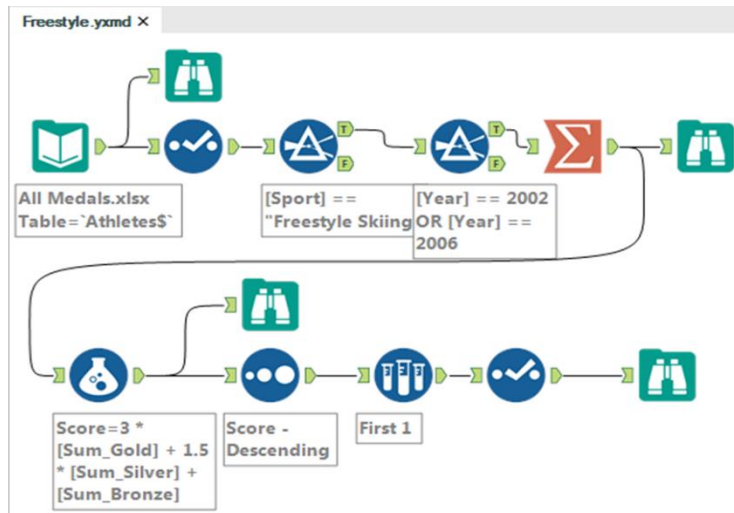 Freestyle.yxmd ✕
T
F
T
F
All Medals.xlsx
Table=`Athletes$`
[Sport] ==
"Freestyle Skiing
[Year] == 2002
OR [Year] ==
2006
Score=3 *
[Sum_Gold] + 1.5
* [Sum_Silver] +
[Sum_Bronze]
Score -
Descending
First 1